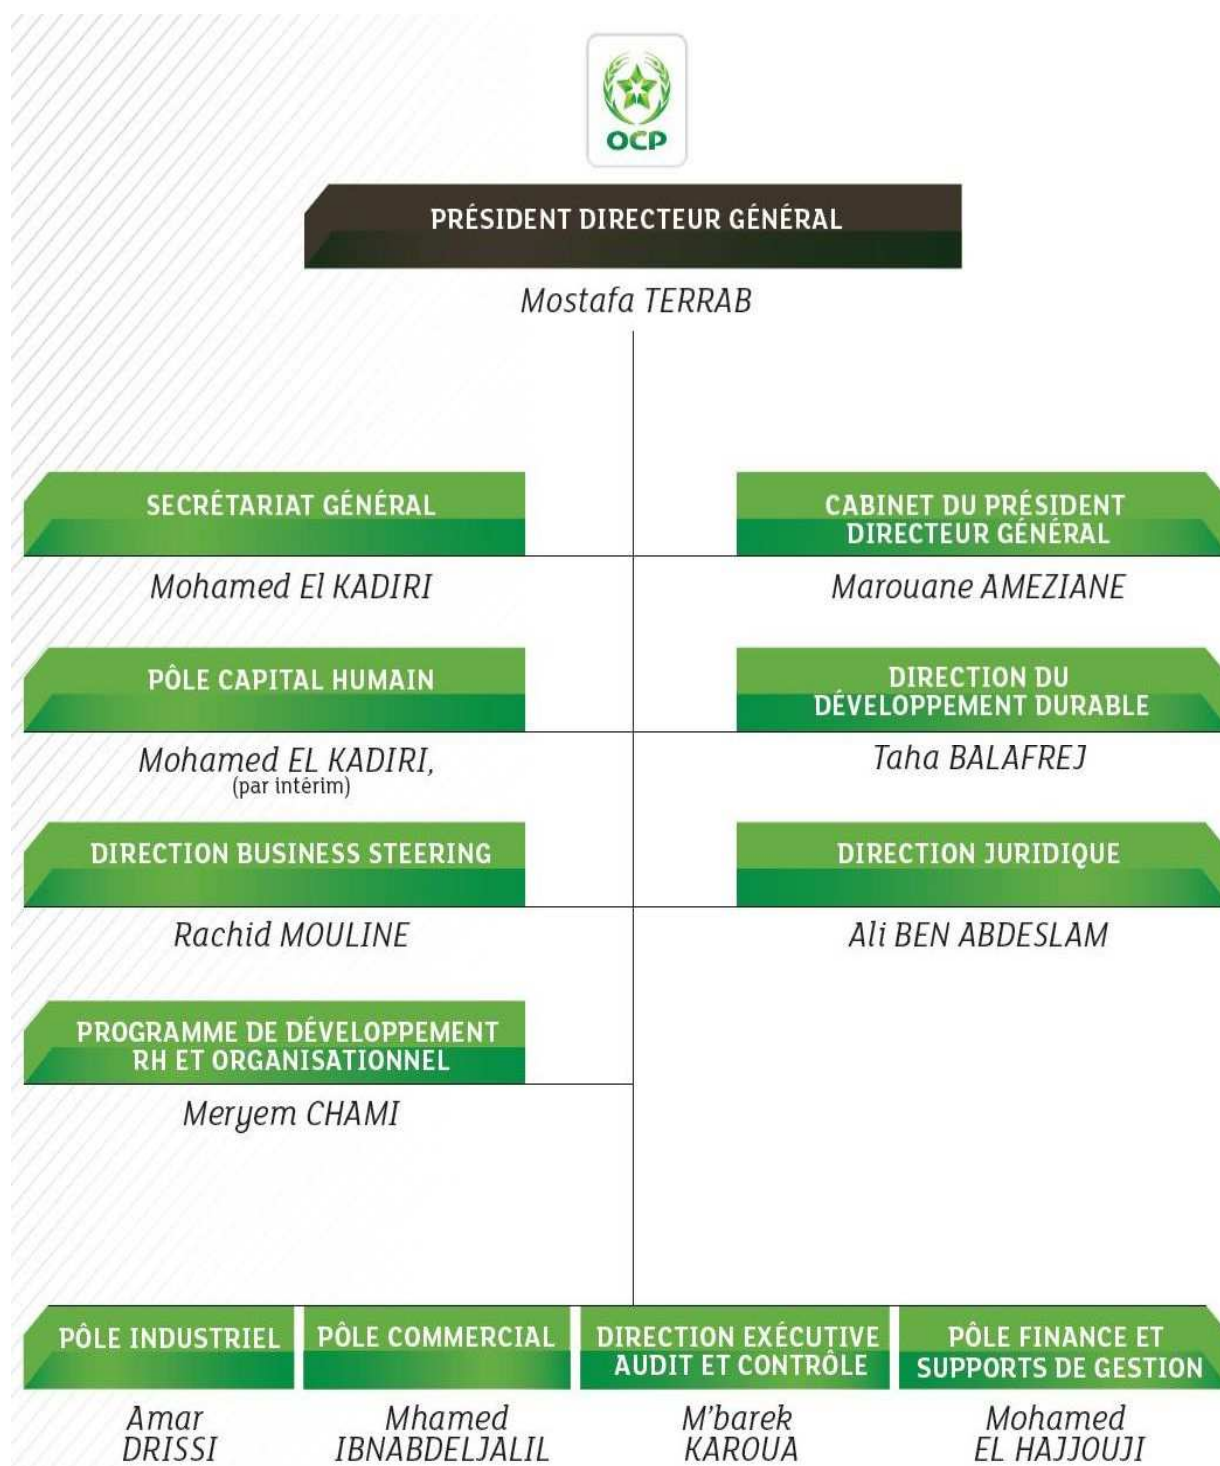 OCP
PRÉSIDENT DIRECTEUR GÉNÉRAL
Mostafa TERRAB
SECRÉTARIAT GÉNÉRAL
Mohamed El KADIRI
CABINET DU PRÉSIDENT
DIRECTEUR GÉNÉRAL
Marouane AMEZIANE
PÔLE CAPITAL HUMAIN
Mohamed EL KADIRI,
(par intérim)
DIRECTION DU
DÉVELOPPEMENT DURABLE
Taha BALAFREJ
DIRECTION BUSINESS STEERING
Rachid MOULINE
DIRECTION JURIDIQUE
Ali BEN ABDESLAM
PROGRAMME DE DÉVELOPPEMENT
RH ET ORGANISATIONNEL
Meryem CHAMI
PÔLE INDUSTRIEL
Amar
DRISSI
PÔLE COMMERCIAL
Mhamed
IBNABDELJALIL
DIRECTION EXÉCUTIVE
AUDIT ET CONTRÔLE
M'barek
KAROUA
PÔLE FINANCE ET
SUPPORTS DE GESTION
Mohamed
EL HAJJOUJI